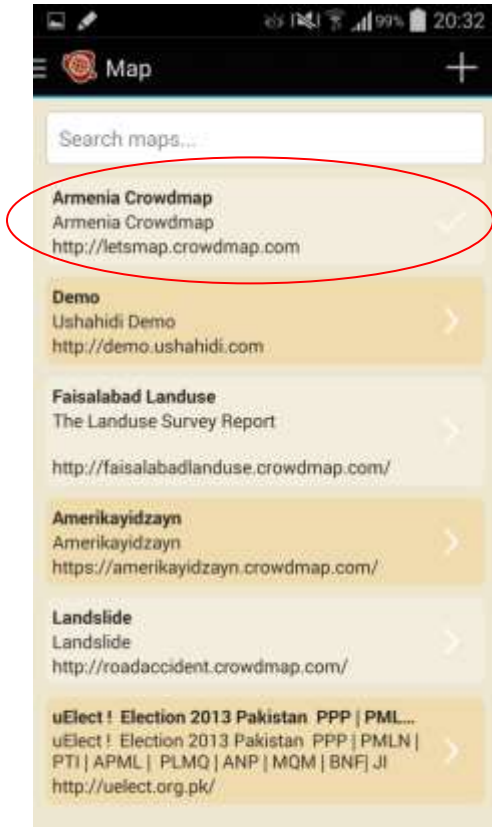 99% 20:32
Map
Search maps...
Armenia Crowdmap
Armenia Crowdmap
http://letsmap.crowdmap.com
Demo
Ushahidi Demo
http://demo.ushahidi.com
Faisalabad Landuse
The Landuse Survey Report
http://faisalabadlanduse.crowdmap.com/
Amerikayidzayn
Amerikayidzayn
https://amerikayidzayn.crowdmap.com/
Landslide
Landslide
http://roadaccident.crowdmap.com/
uElect ! Election 2013 Pakistan PPP | PML...
uElect ! Election 2013 Pakistan PPP | PMLN |
PTI | APML | PLMQ | ANP | MQM | BNF| JI
http://uelect.org.pk/